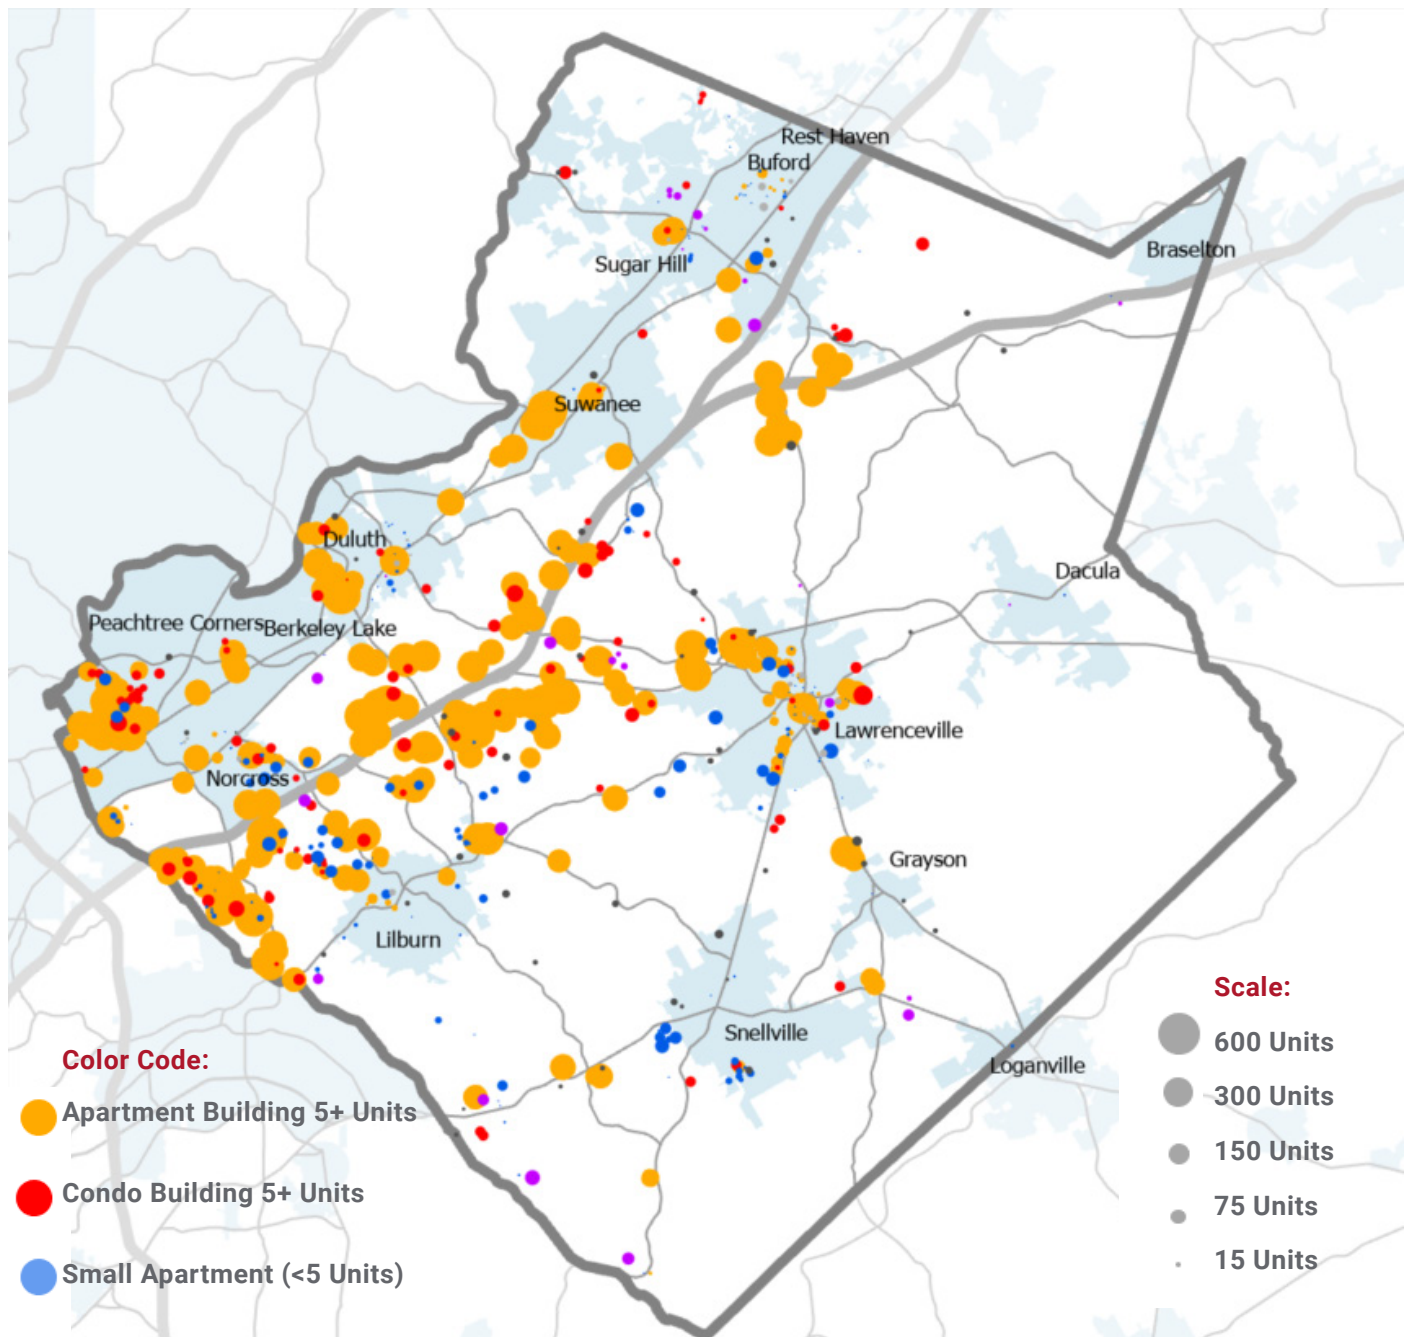 Rest Haven
Buford
Braselton
Sugar Hill
Suwanee
Duluth
Dacula
Peachtree Corners
Berkeley Lake
Lawrenceville
Norcross
Grayson
Lilburn
Snellville
Loganville
Color Code:
Apartment Building 5+ Units
Condo Building 5+ Units
Small Apartment (<5 Units)
Scale:
600 Units
300 Units
150 Units
75 Units
15 Units